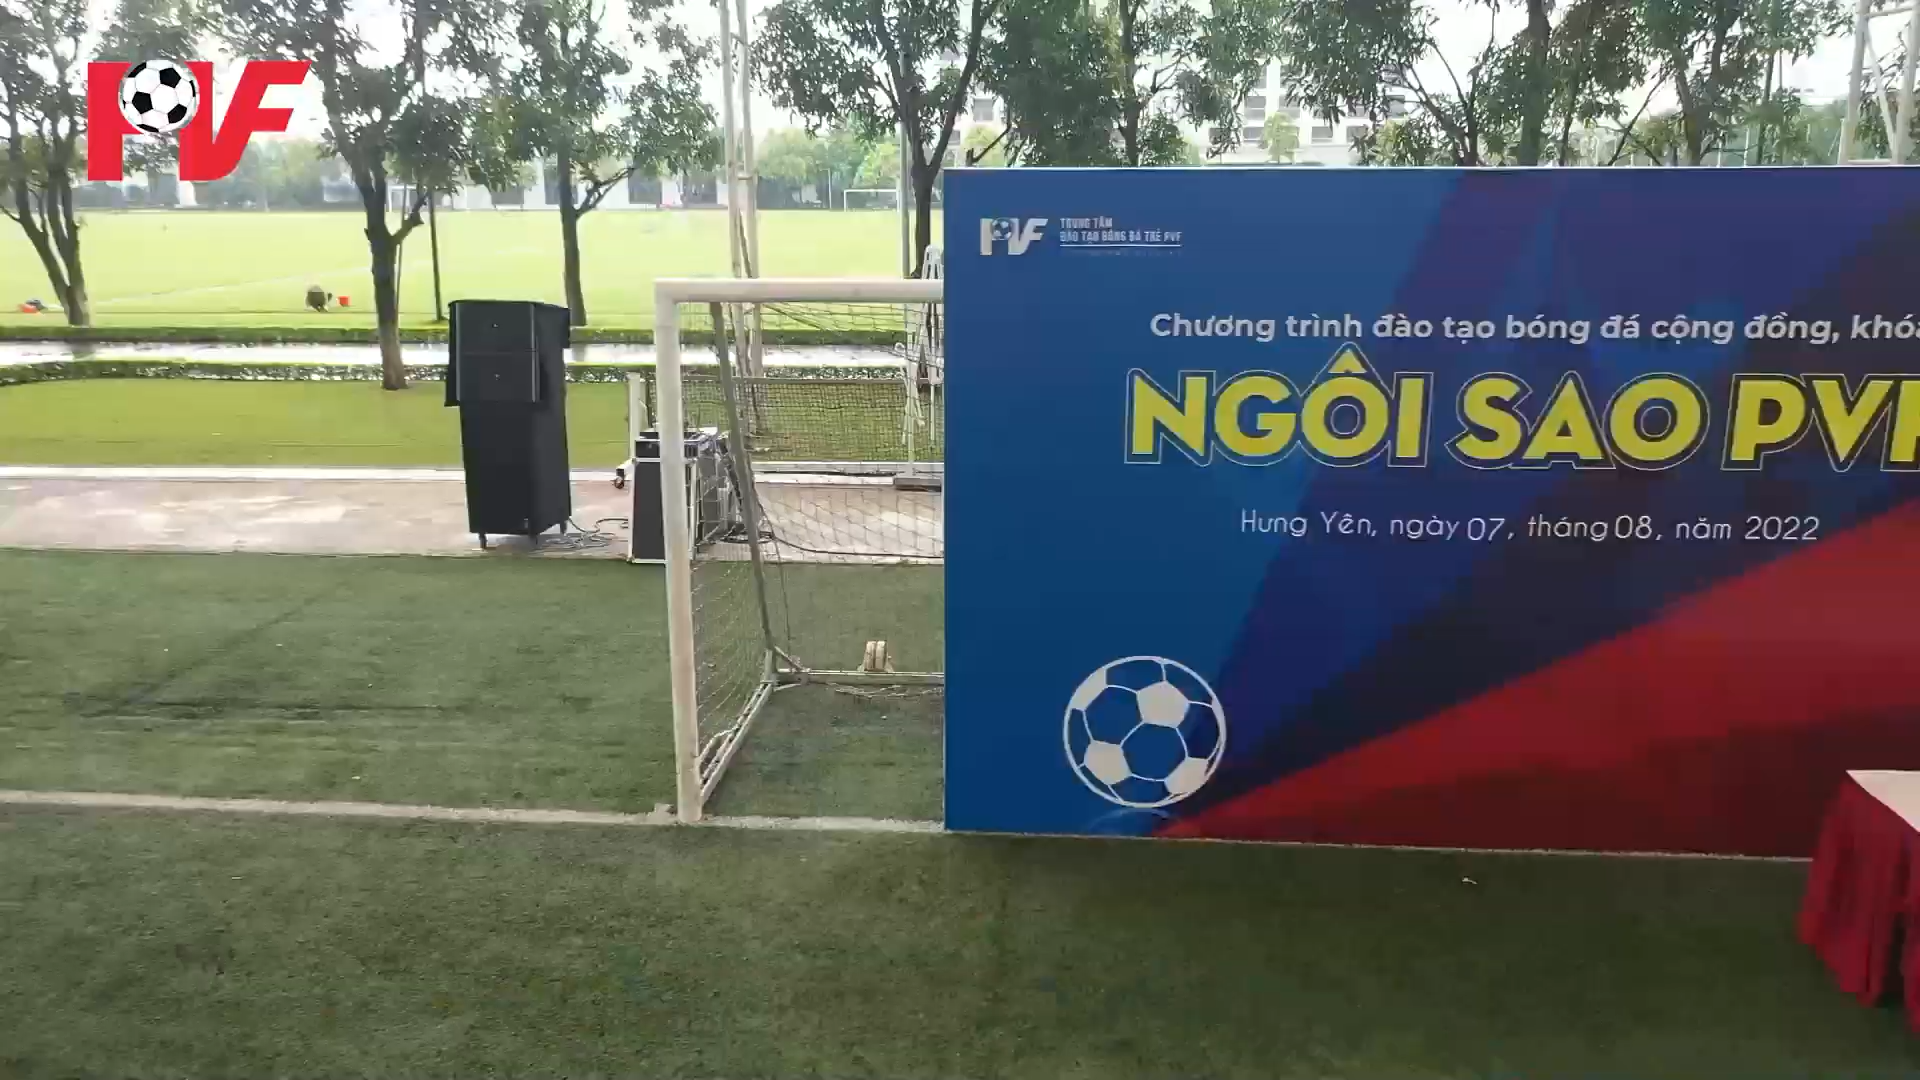 PVF
PVF
TRUNG TÂM
ĐÀO TẠO BÓNG ĐÁ TRẺ PVF
Chương trình đào tạo bóng đá cộng đồng, khóa
NGÔI SAO PVF
Hưng Yên, ngày 07, tháng 08, năm 2022